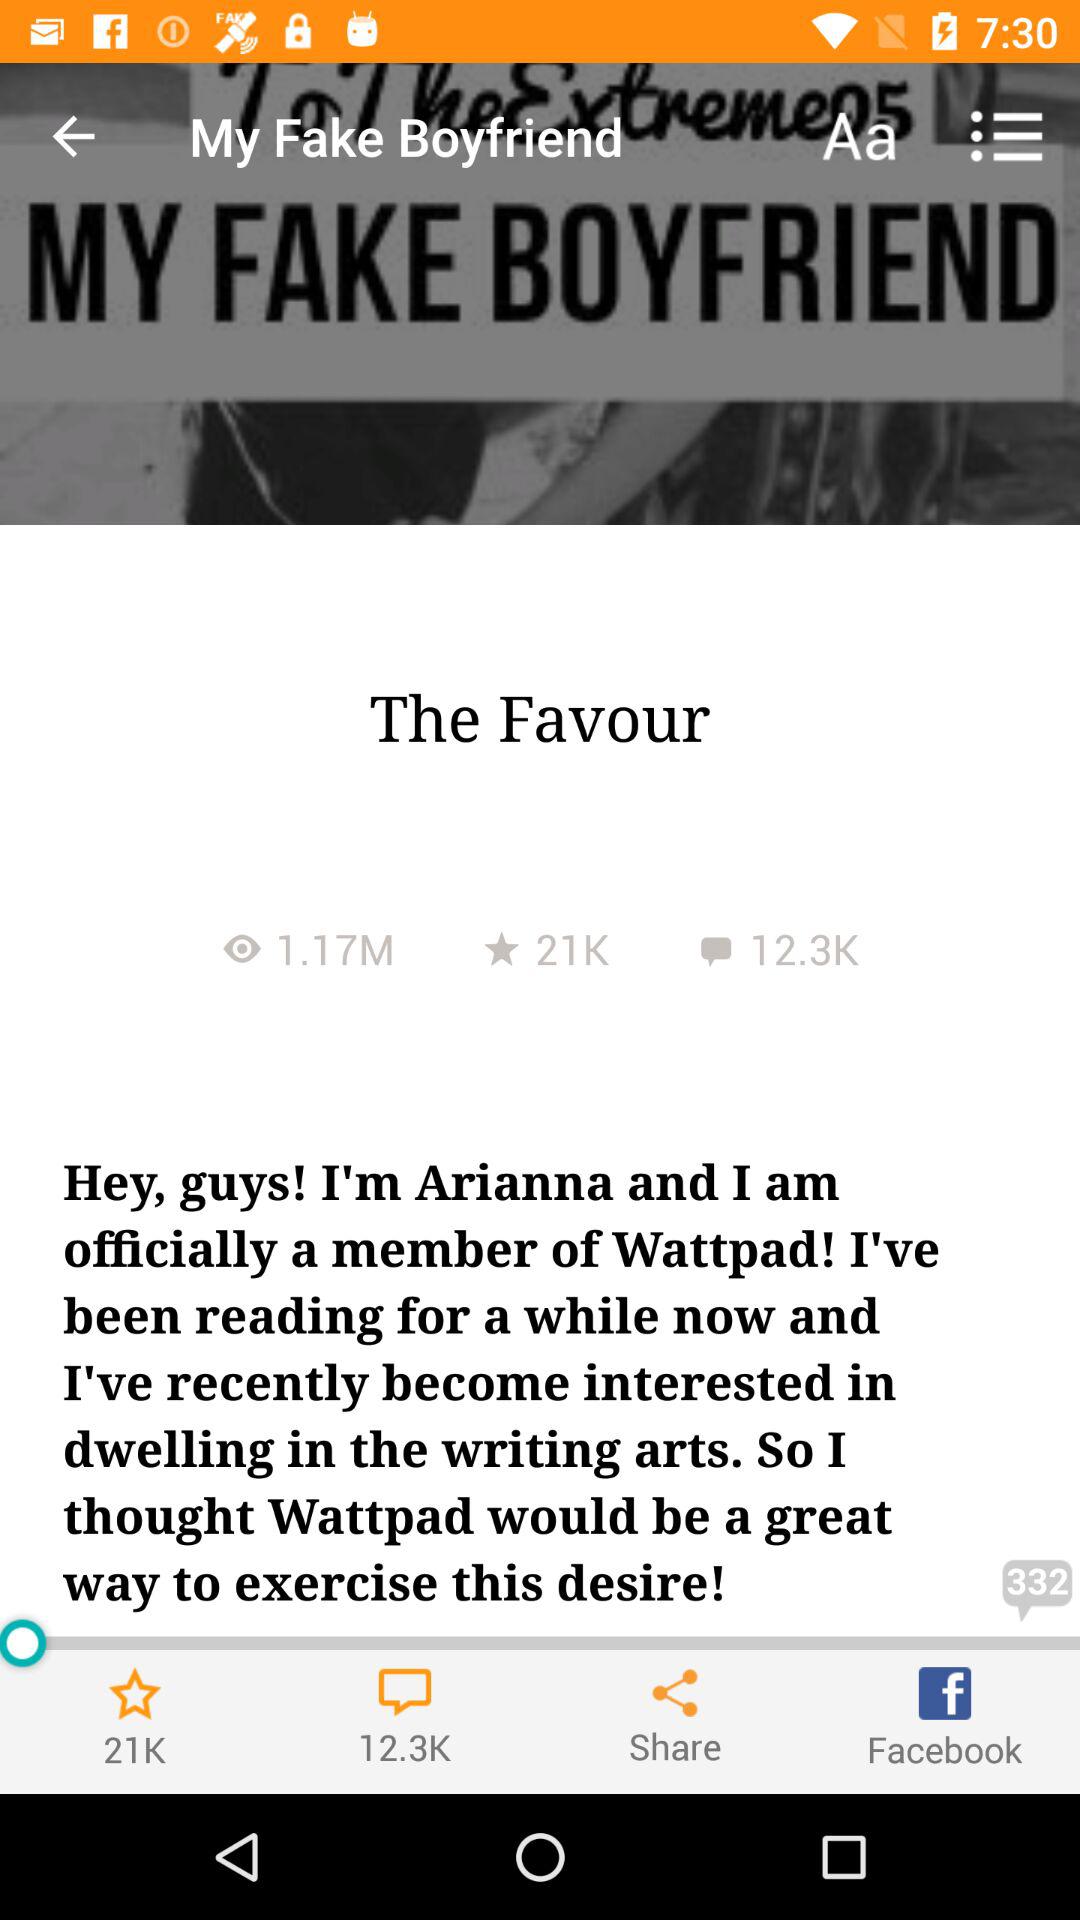 FAKE
7:30
ToTheExtreme05
My Fake Boyfriend
Aa
MY FAKE BOYFRIEND
The Favour
1.17M 21K 12.3K
Hey, guys! I'm Arianna and I am
officially a member of Wattpad! I've
been reading for a while now and
I've recently become interested in
dwelling in the writing arts. So I
thought Wattpad would be a great
way to exercise this desire!
332
21K 12.3K Share Facebook